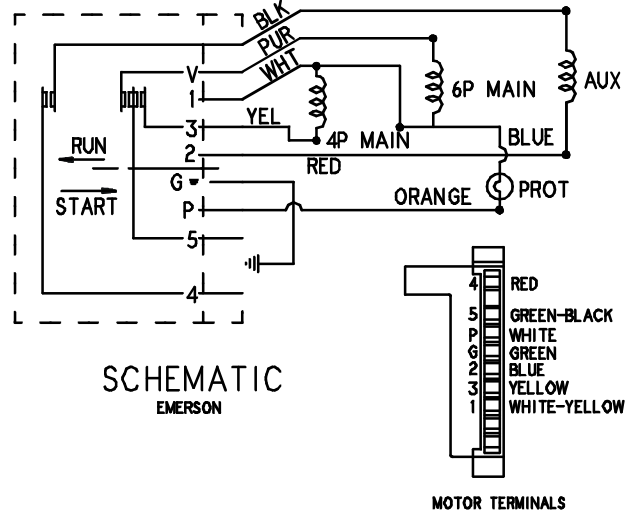 BLK
PUR
WHT
V
1
6P MAIN
AUX
YEL
3
4P MAIN
BLUE
RUN
2
RED
G
PROT
START
P
ORANGE
5
4
SCHEMATIC
EMERSON
4 RED
5 GREEN-BLACK
P WHITE
G GREEN
2 BLUE
3 YELLOW
1 WHITE-YELLOW
MOTOR TERMINALS